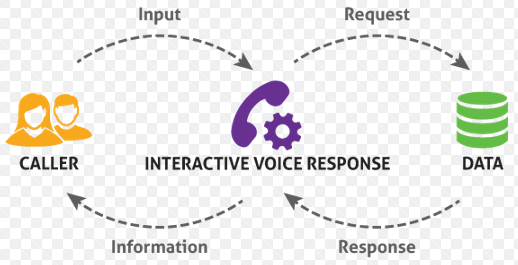 Input
Request
CALLER
INTERACTIVE VOICE RESPONSE
DATA
Information
Response